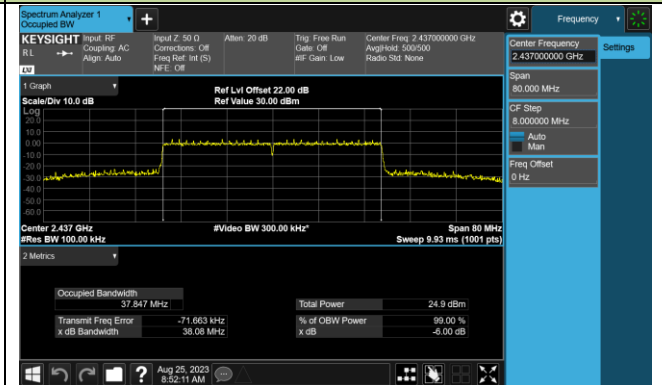 Spectrum Analyzer 1
Occupied BW
+
Frequency
KEYSIGHT
RL
LXI
Input: RF
Coupling: AC
Align: Auto
Input Z: 50 Ω
Corrections: Off
Freq Ref: Int (S)
NFE: Off
Atten: 20 dB
Trig: Free Run
Gate: Off
#IF Gain: Low
Center Freq: 2.437000000 GHz
Avg|Hold: 500/500
Radio Std: None
Center Frequency
2.437000000 GHz
Settings
Span
80.000 MHz
CF Step
8.000000 MHz
Auto
Man
Freq Offset
0 Hz
1 Graph
Scale/Div 10.0 dB
Ref Lvl Offset 22.00 dB
Ref Value 30.00 dBm
Log
20.0
10.0
0.00
-10.0
-20.0
-30.0
-40.0
-50.0
-60.0
Center 2.437 GHz
#Video BW 300.00 kHz*
Span 80 MHz
#Res BW 100.00 kHz
Sweep 9.93 ms (1001 pts)
2 Metrics
Occupied Bandwidth
37.847 MHz
Total Power 24.9 dBm
Transmit Freq Error -71.663 kHz
% of OBW Power 99.00 %
x dB Bandwidth 38.08 MHz
x dB -6.00 dB
?
Aug 25, 2023
8:52:11 AM